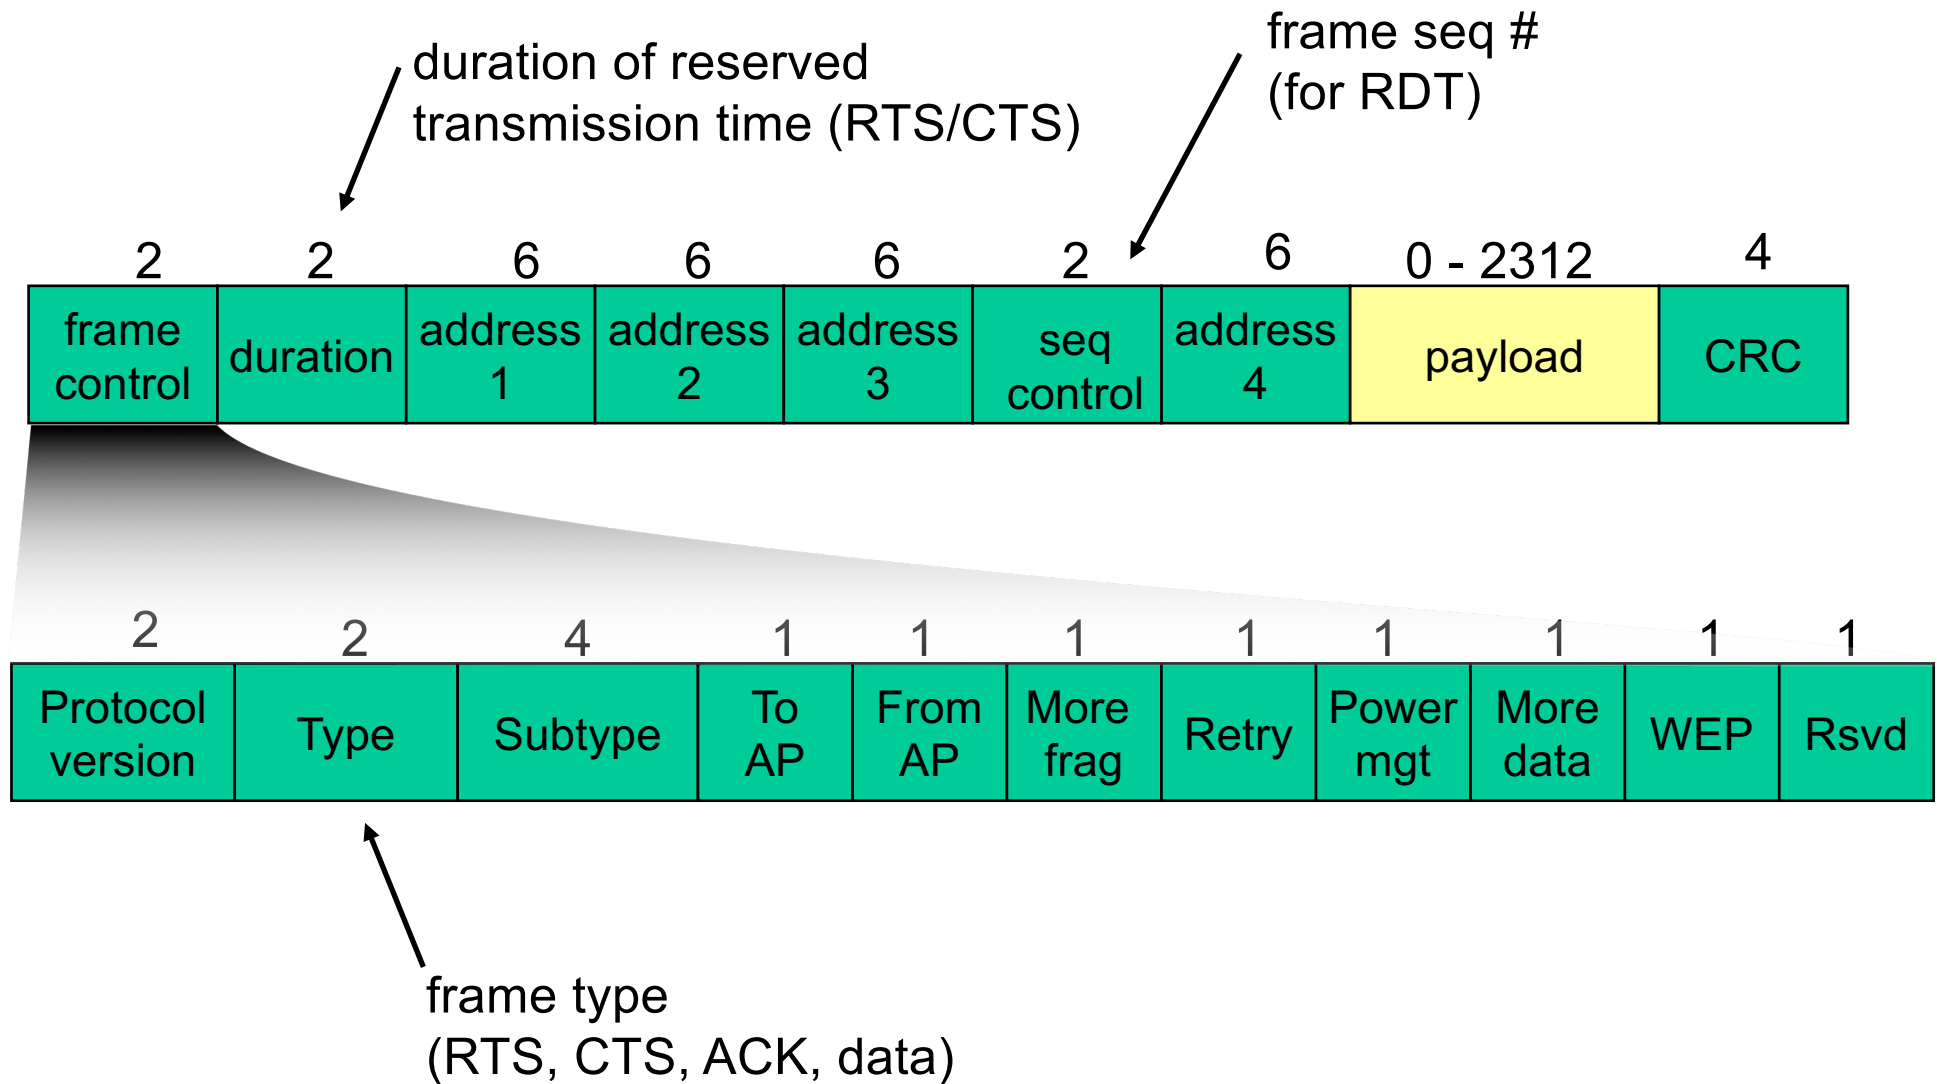 duration of reserved
transmission time (RTS/CTS)
frame seq #
(for RDT)
2 2 6 6 6 2 6 0 - 2312 4
frame
control
duration
address
1
address
2
address
3
seq
control
address
4
payload
CRC
2 2 4 1 1 1 1 1 1 1 1
Protocol
version
Type
Subtype
To
AP
From
AP
More
frag
Retry
Power
mgt
More
data
WEP
Rsvd
frame type
(RTS, CTS, ACK, data)